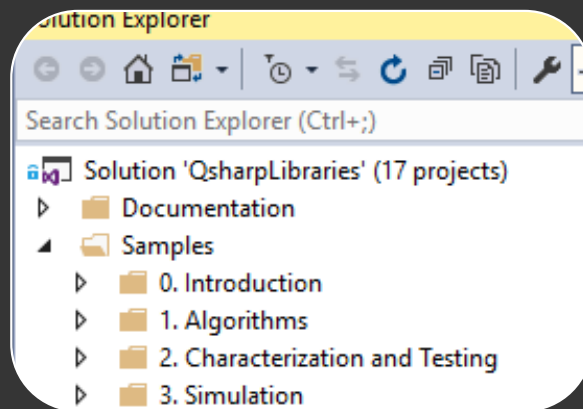 Solution Explorer
Search Solution Explorer (Ctrl+;)
Solution 'QsharpLibraries' (17 projects)
Documentation
Samples
0. Introduction
1. Algorithms
2. Characterization and Testing
3. Simulation